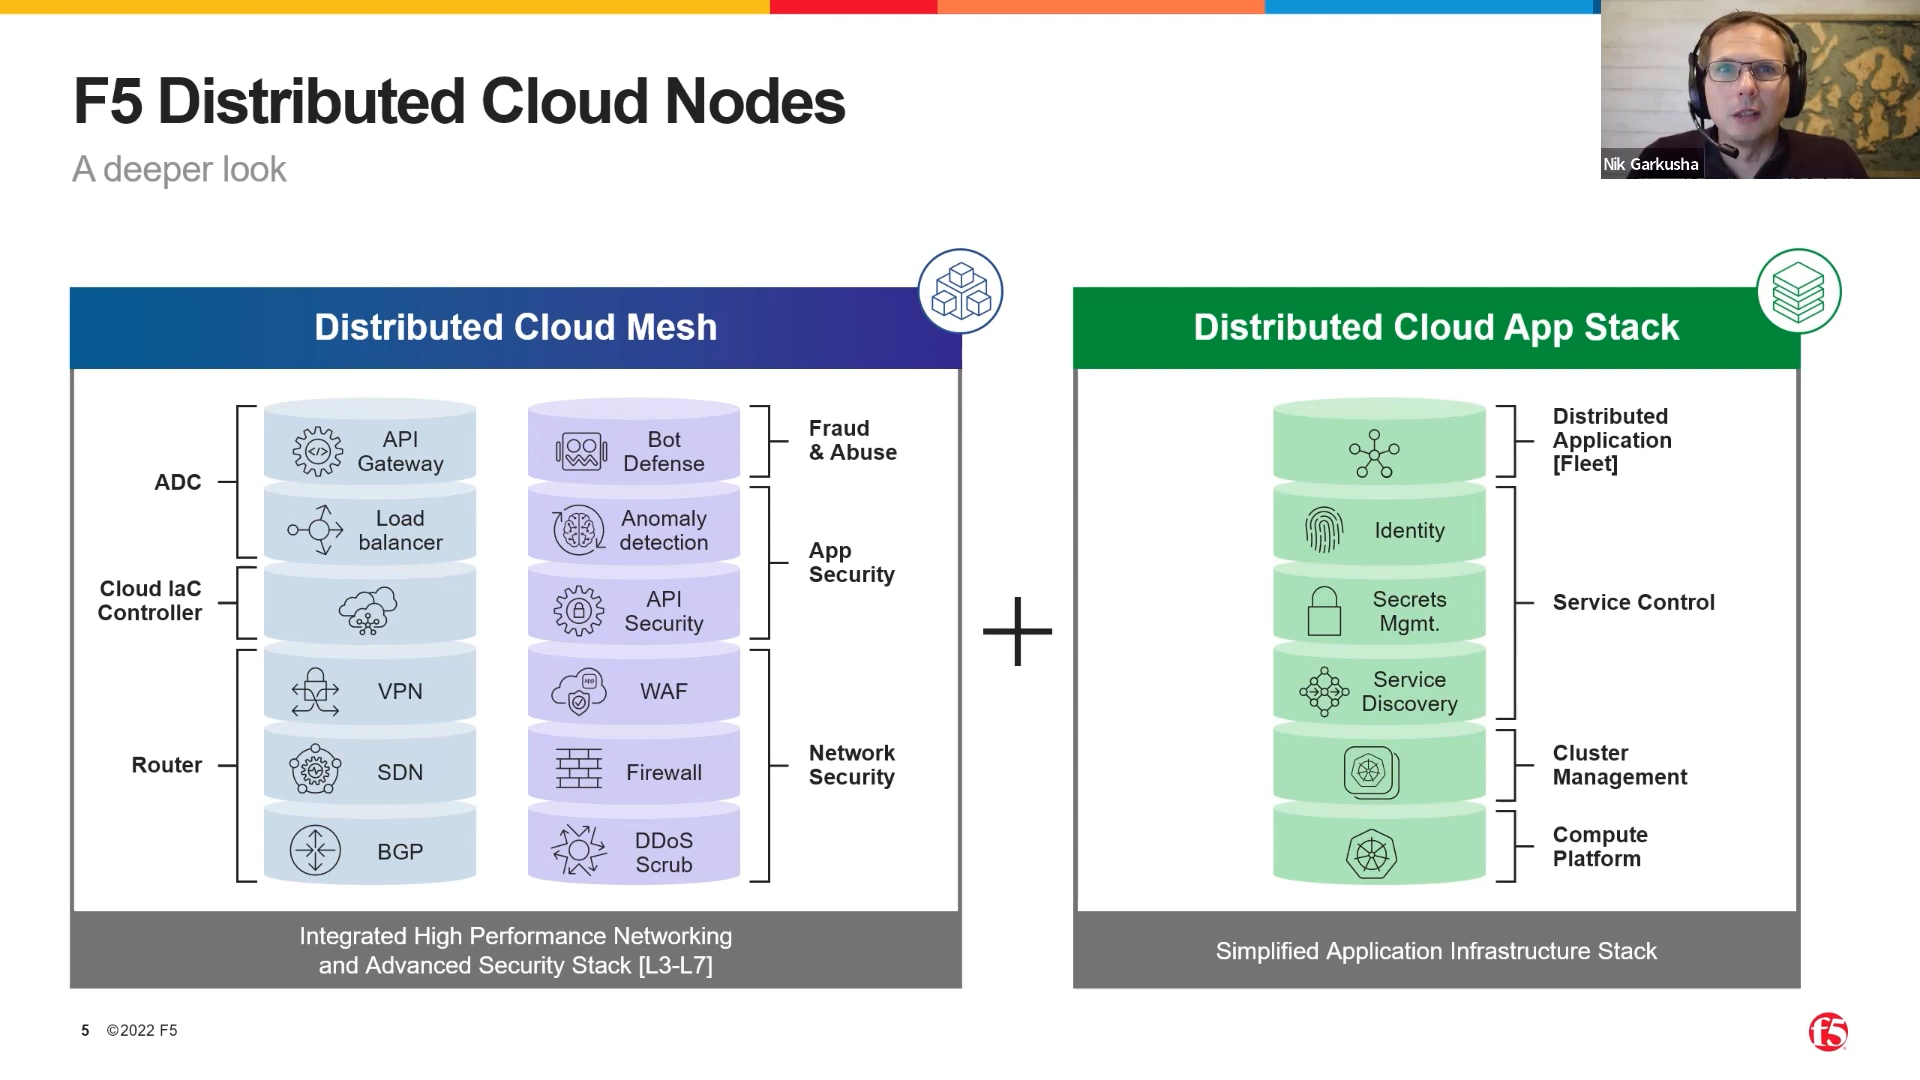 F5 Distributed Cloud Nodes
A deeper look
Nik Garkusha
Distributed Cloud Mesh
ADC
Cloud IaC
Controller
Router
API
Gateway
Load
balancer
VPN
SDN
BGP
Bot
Defense
Anomaly
detection
API
Security
WAF
app
Firewall
DDoS
Scrub
Fraud
& Abuse
App
Security
Network
Security
Integrated High Performance Networking
and Advanced Security Stack [L3-L7]
Distributed Cloud App Stack
Identity
Secrets
Mgmt.
Service
Discovery
Distributed
Application
[Fleet]
Service Control
Cluster
Management
Compute
Platform
Simplified Application Infrastructure Stack
5 ©2022 F5
f5